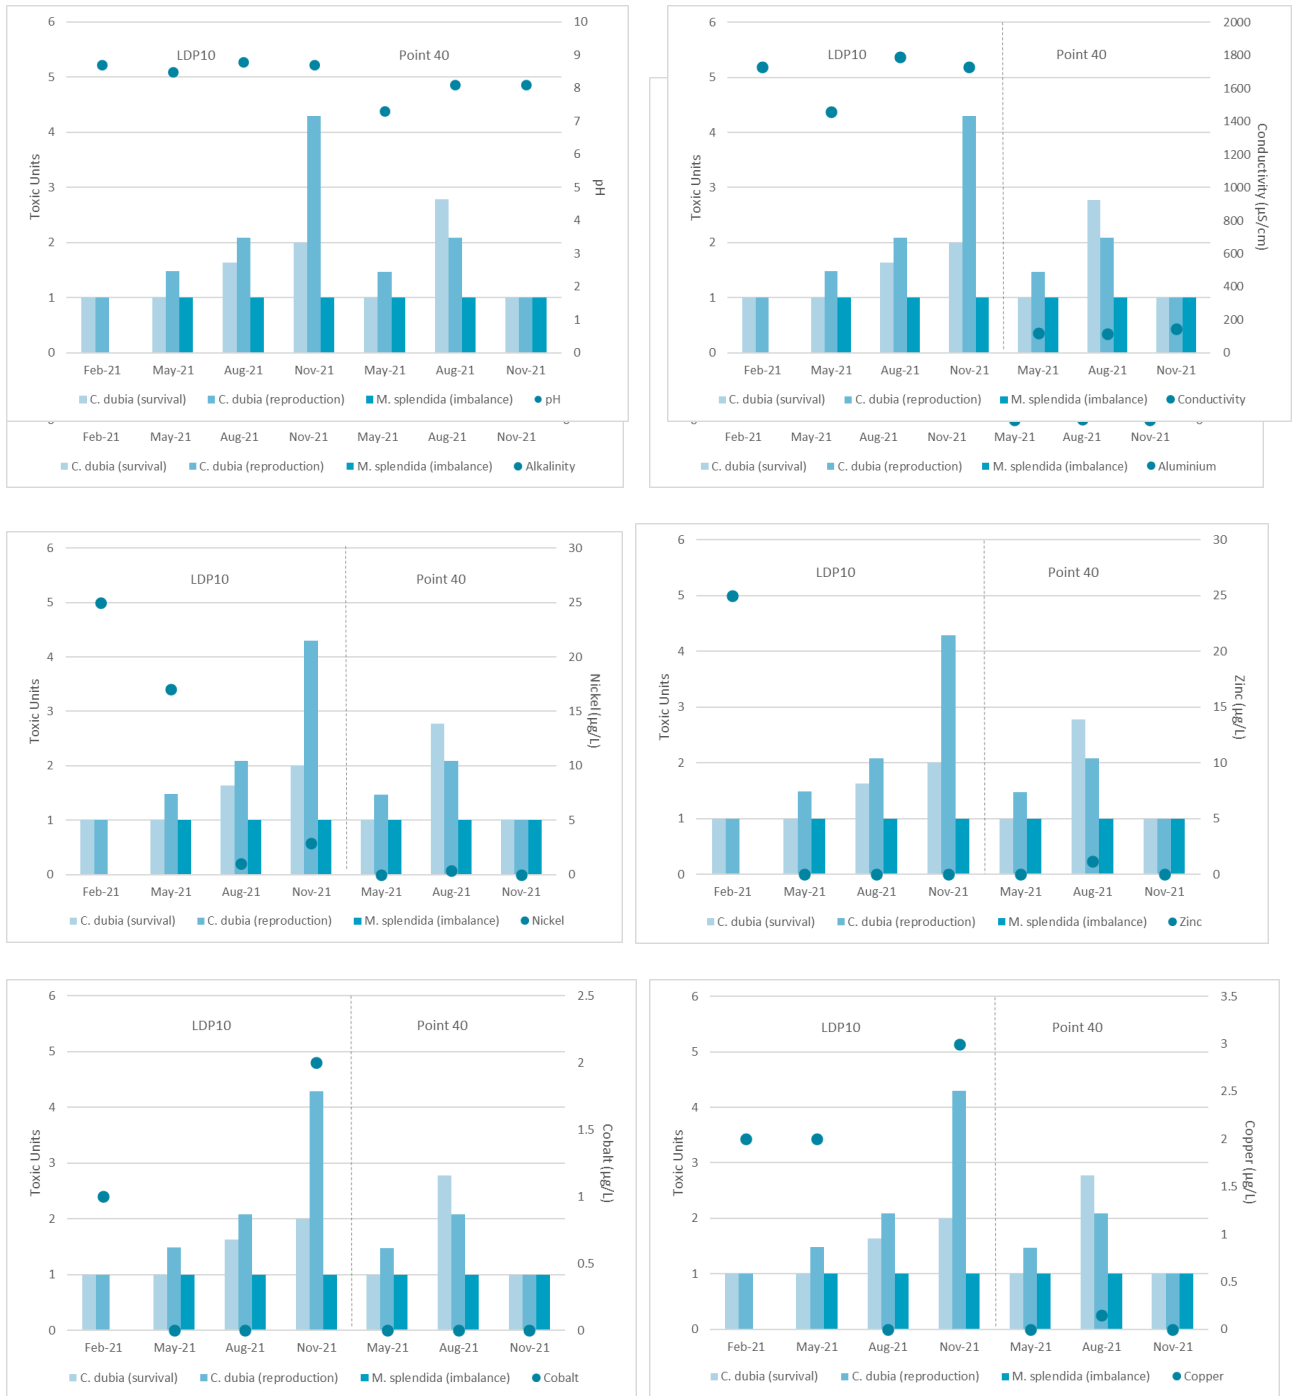 6
10
LDP10
Point 40
9
5
8
4
7
6
3
5
4
2
3
1
2
1
0
0
Toxic Units
pH
Feb-21 May-21 Aug-21 Nov-21 May-21 Aug-21 Nov-21
C. dubia (survival) C. dubia (reproduction) M. splendida (imbalance) pH
Feb-21 May-21 Aug-21 Nov-21 May-21 Aug-21 Nov-21
C. dubia (survival) C. dubia (reproduction) M. splendida (imbalance) Alkalinity
6
2000
LDP10
Point 40
1800
5
1600
4
1400
1200
3
1000
800
2
600
1
400
200
0
0
Toxic Units
Conductivity (µS/cm)
Feb-21 May-21 Aug-21 Nov-21 May-21 Aug-21 Nov-21
C. dubia (survival) C. dubia (reproduction) M. splendida (imbalance) Conductivity
Feb-21 May-21 Aug-21 Nov-21 May-21 Aug-21 Nov-21
C. dubia (survival) C. dubia (reproduction) M. splendida (imbalance) Aluminium
6 30
LDP10
Point 40
5 25
4 20
3 15
2 10
1 5
0 0
Toxic Units
Nickel (µg/L)
Feb-21 May-21 Aug-21 Nov-21 May-21 Aug-21 Nov-21
C. dubia (survival) C. dubia (reproduction) M. splendida (imbalance) Nickel
6 30
LDP10
Point 40
5 25
4 20
3 15
2 10
1 5
0 0
Toxic Units
Zinc (µg/L)
Feb-21 May-21 Aug-21 Nov-21 May-21 Aug-21 Nov-21
C. dubia (survival) C. dubia (reproduction) M. splendida (imbalance) Zinc
6
2.5
LDP10
Point 40
5
2
4
1.5
3
1
2
0.5
1
0
0
Toxic Units
Cobalt (µg/L)
Feb-21 May-21 Aug-21 Nov-21 May-21 Aug-21 Nov-21
C. dubia (survival) C. dubia (reproduction) M. splendida (imbalance) Cobalt
6
3.5
LDP10
Point 40
5
3
4
2.5
3
2
1.5
2
1
1
0.5
0
0
Toxic Units
Copper (µg/L)
Feb-21 May-21 Aug-21 Nov-21 May-21 Aug-21 Nov-21
C. dubia (survival) C. dubia (reproduction) M. splendida (imbalance) Copper